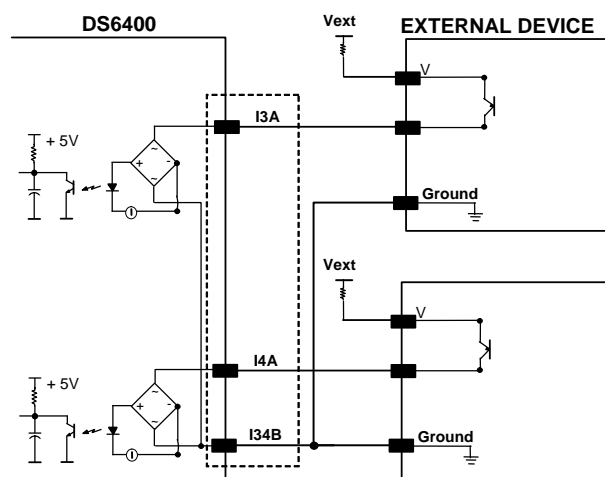 DS6400
EXTERNAL DEVICE
Vext
V
I3A
+ 5V
Ground
Vext
V
I4A
+ 5V
I34B
Ground